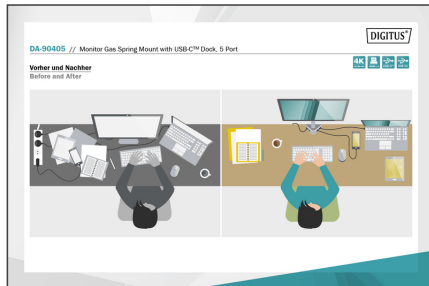 DIGITUS®
DA-90405 // Monitor Gas Spring Mount with USB-C™ Dock, 5 Port
Vorher und Nachher
Before and After
4K